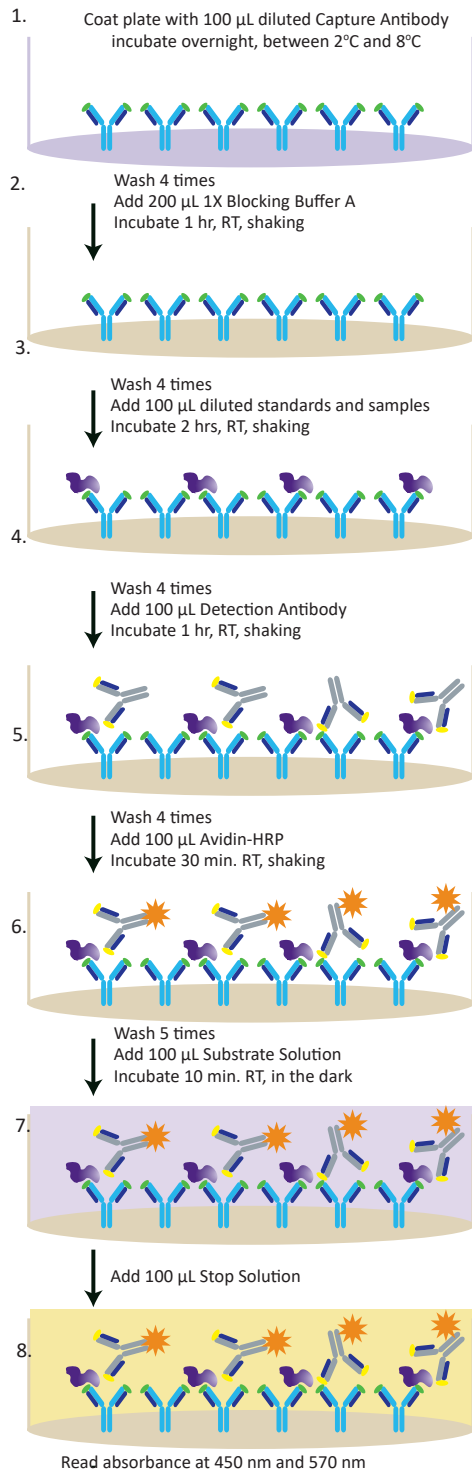 1.
Coat plate with 100 µL diluted Capture Antibody
incubate overnight, between 2°C and 8°C
2.
Wash 4 times
Add 200 µL 1X Blocking Buffer A
Incubate 1 hr, RT, shaking
3.
Wash 4 times
Add 100 µL diluted standards and samples
Incubate 2 hrs, RT, shaking
4.
Wash 4 times
Add 100 µL Detection Antibody
Incubate 1 hr, RT, shaking
5.
Wash 4 times
Add 100 µL Avidin-HRP
Incubate 30 min. RT, shaking
6.
Wash 5 times
Add 100 µL Substrate Solution
Incubate 10 min. RT, in the dark
7.
Add 100 µL Stop Solution
8.
Read absorbance at 450 nm and 570 nm